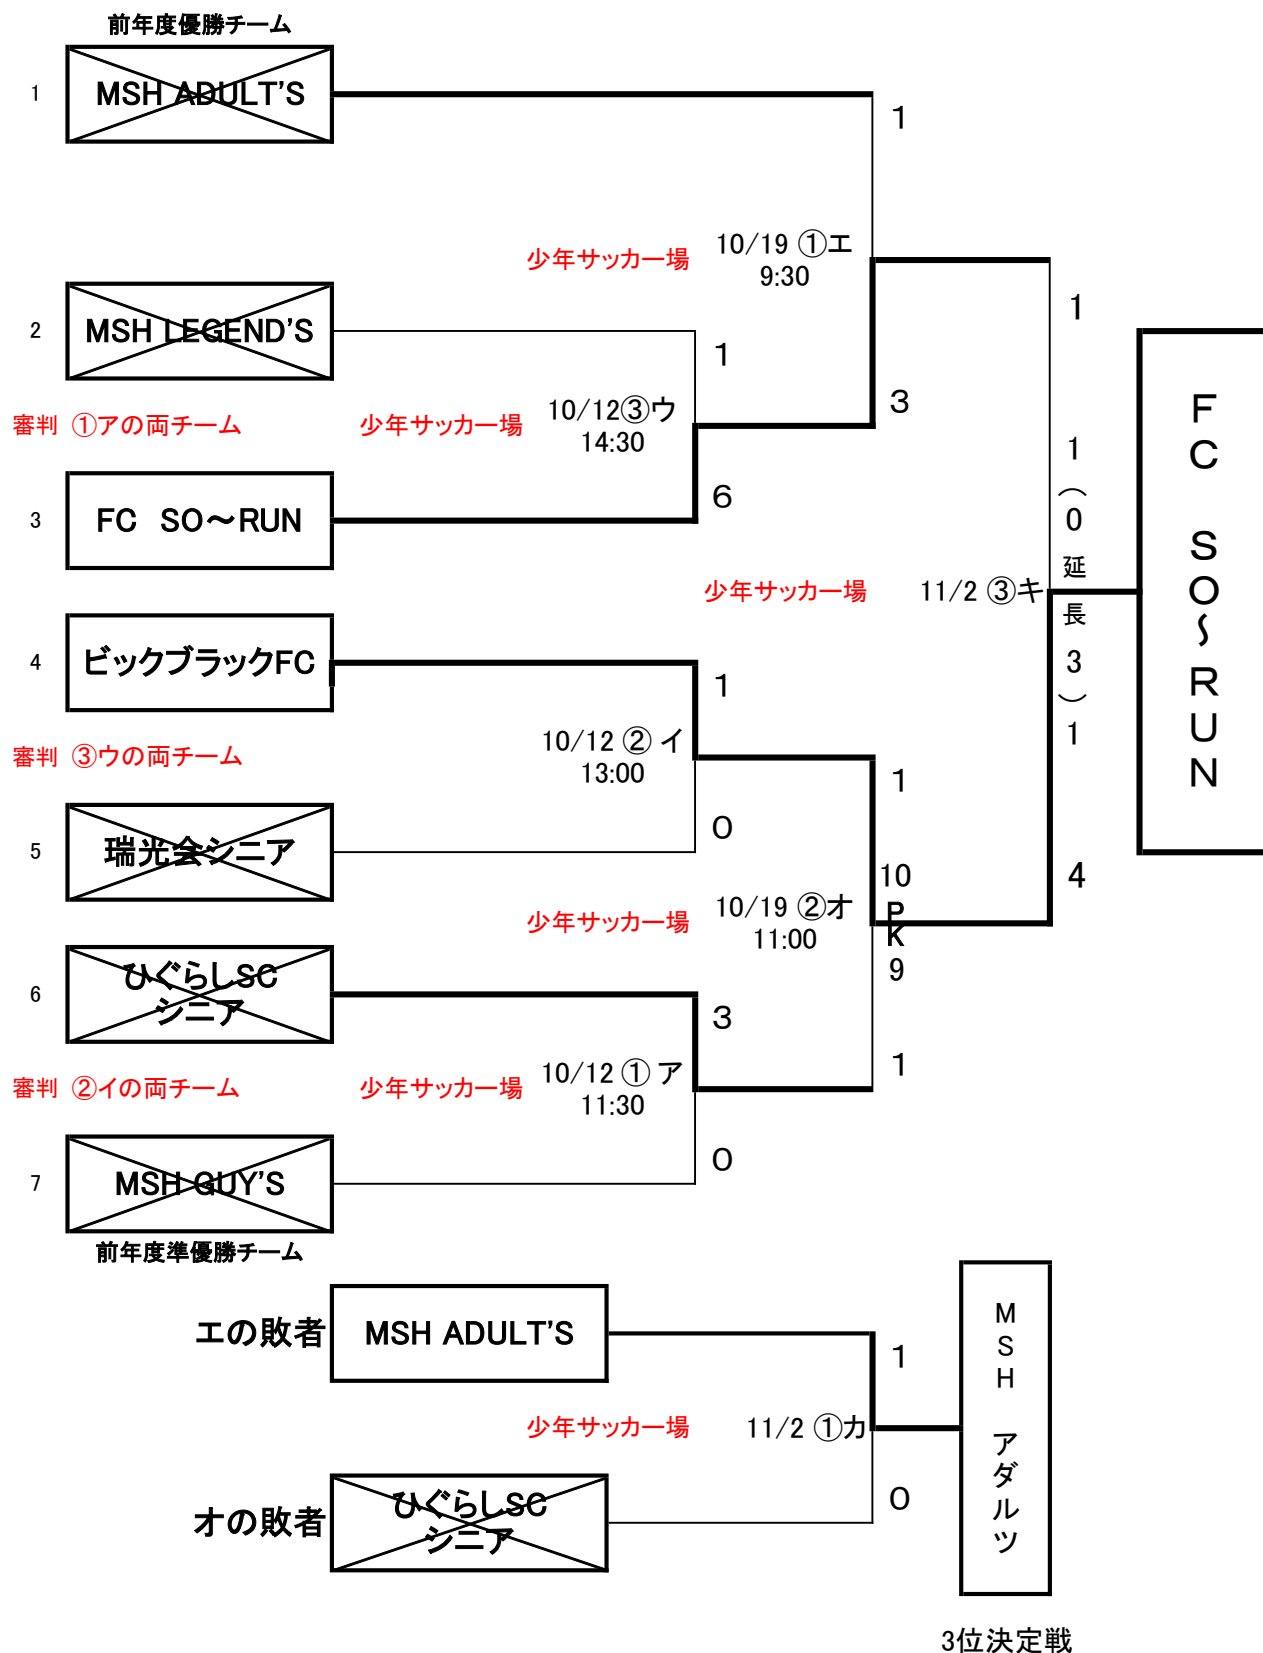 前年度優勝チーム
1
MSH ADULT'S
1
少年サッカー場
10/19 ①エ
9:30
2
MSH LEGEND'S
1
1
3
審判 ①アの両チーム
少年サッカー場
10/12③ウ
14:30
6
3
FC SO～RUN
1（0延長3）1
少年サッカー場
11/2 ③キ
FC SO～RUN
4
ビックブラックFC
1
審判 ③ウの両チーム
10/12 ② イ
13:00
1
0
5
瑞光会シニア
10
PK
9
4
少年サッカー場
10/19 ②オ
11:00
6
ひぐらしSC
シニア
3
1
審判 ②イの両チーム
少年サッカー場
10/12 ① ア
11:30
0
7
MSH GUY'S
前年度準優勝チーム
エの敗者
MSH ADULT'S
1
少年サッカー場
11/2 ①カ
MSH アダルツ
オの敗者
ひぐらしSC
シニア
0
3位決定戦